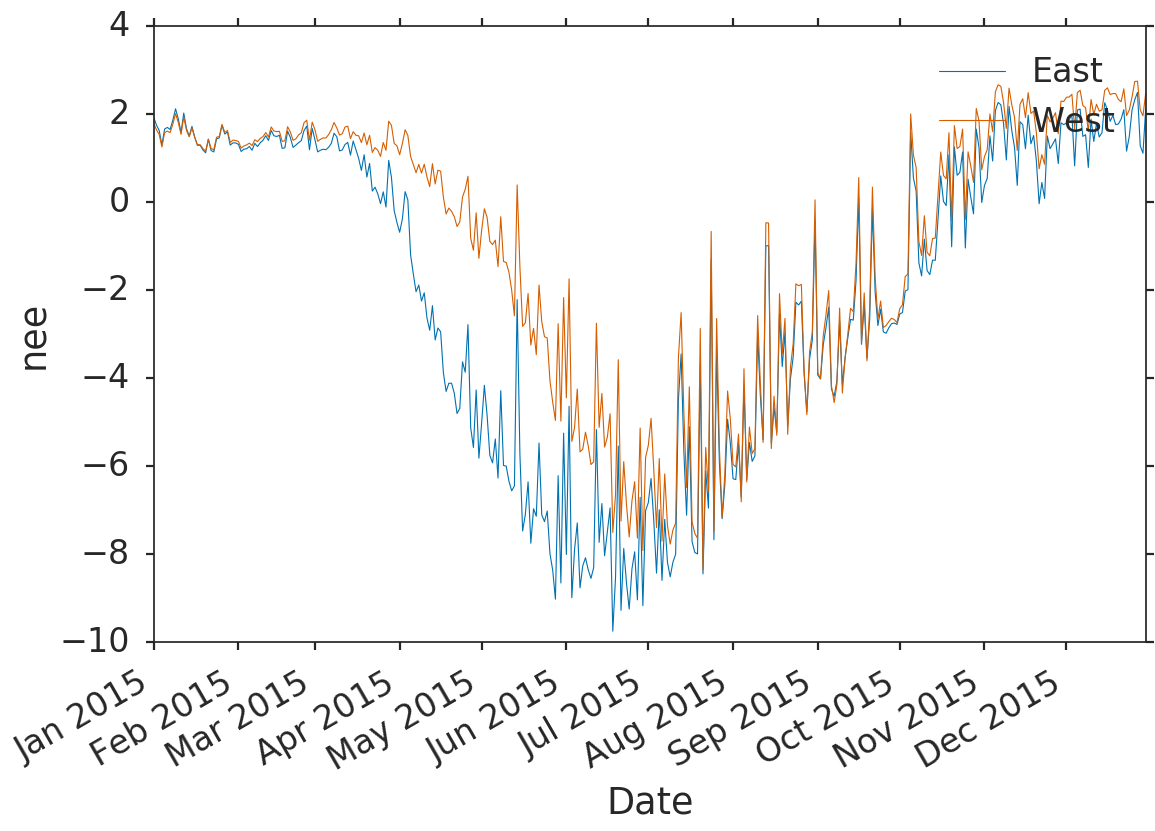 4
2
0
−2
−4
−6
−8
−10
nee
East
West
Jan 2015
Feb 2015
Mar 2015
Apr 2015
May 2015
Jun 2015
Jul 2015
Aug 2015
Sep 2015
Oct 2015
Nov 2015
Dec 2015
Date